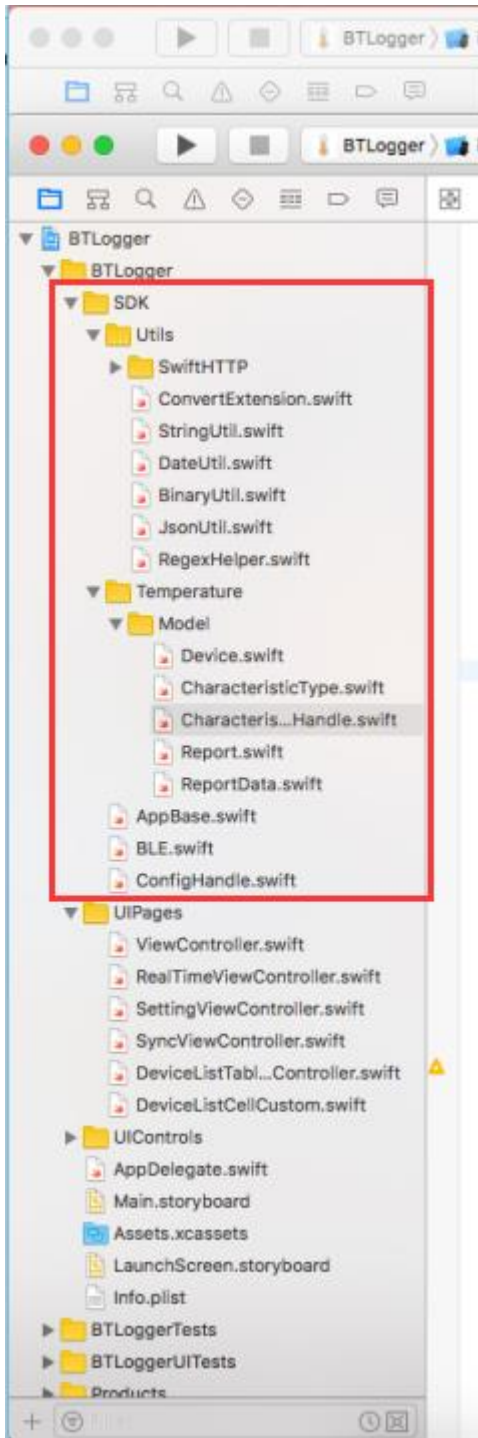 BTLogger
BTLogger
BTLogger
BTLogger
SDK
Utils
SwiftHTTP
ConvertExtension.swift
StringUtil.swift
DateUtil.swift
BinaryUtil.swift
JsonUtil.swift
RegexHelper.swift
Temperature
Model
Device.swift
CharacteristicType.swift
Characteris...Handle.swift
Report.swift
ReportData.swift
AppBase.swift
BLE.swift
ConfigHandle.swift
UIPages
ViewController.swift
RealTimeViewController.swift
SettingViewController.swift
SyncViewController.swift
DeviceListTabl...Controller.swift
DeviceListCellCustom.swift
UIControls
AppDelegate.swift
Main.storyboard
Assets.xcassets
LaunchScreen.storyboard
Info.plist
BTLoggerTests
BTLoggerUITests
Products